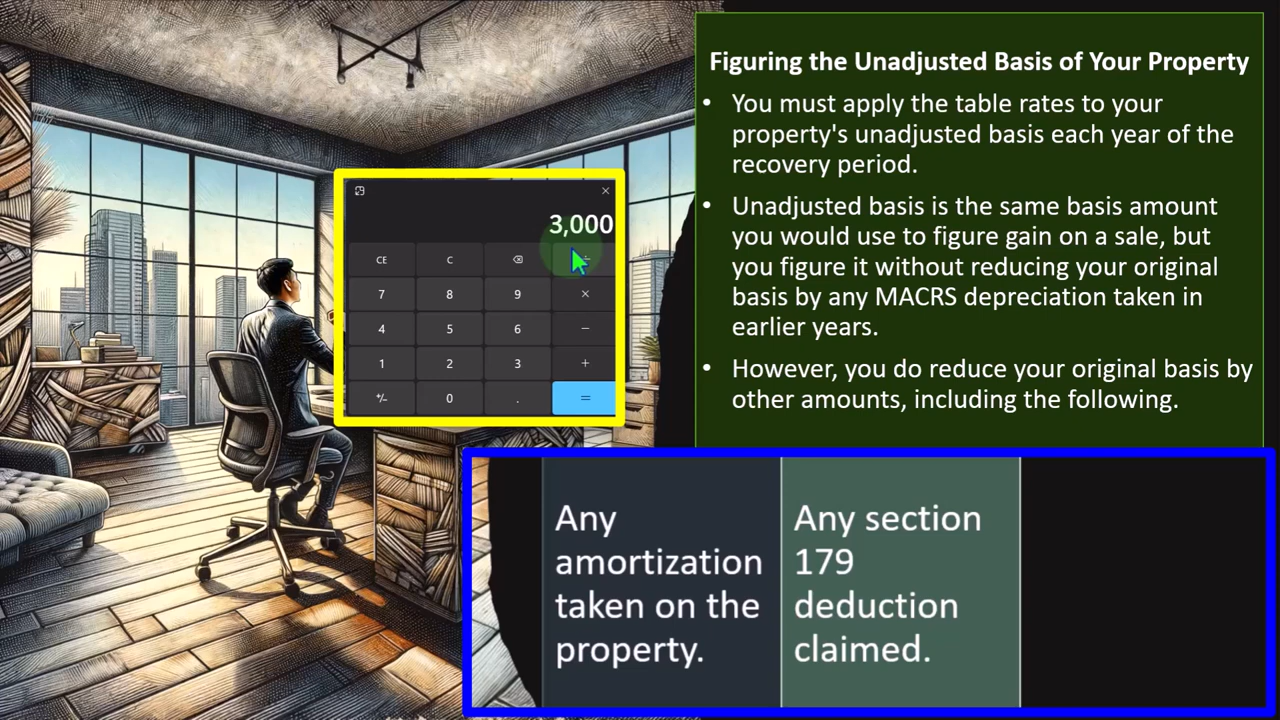 Figuring the Unadjusted Basis of Your Property
• You must apply the table rates to your
property's unadjusted basis each year of the
recovery period.
• Unadjusted basis is the same basis amount
you would use to figure gain on a sale, but
you figure it without reducing your original
basis by any MACRS depreciation taken in
earlier years.
• However, you do reduce your original basis by
other amounts, including the following.
3,000
CE C ⌫ ÷
7 8 9 ×
4 5 6 −
1 2 3 +
+/- 0 . =
Any
amortization
taken on the
property.
Any section
179
deduction
claimed.